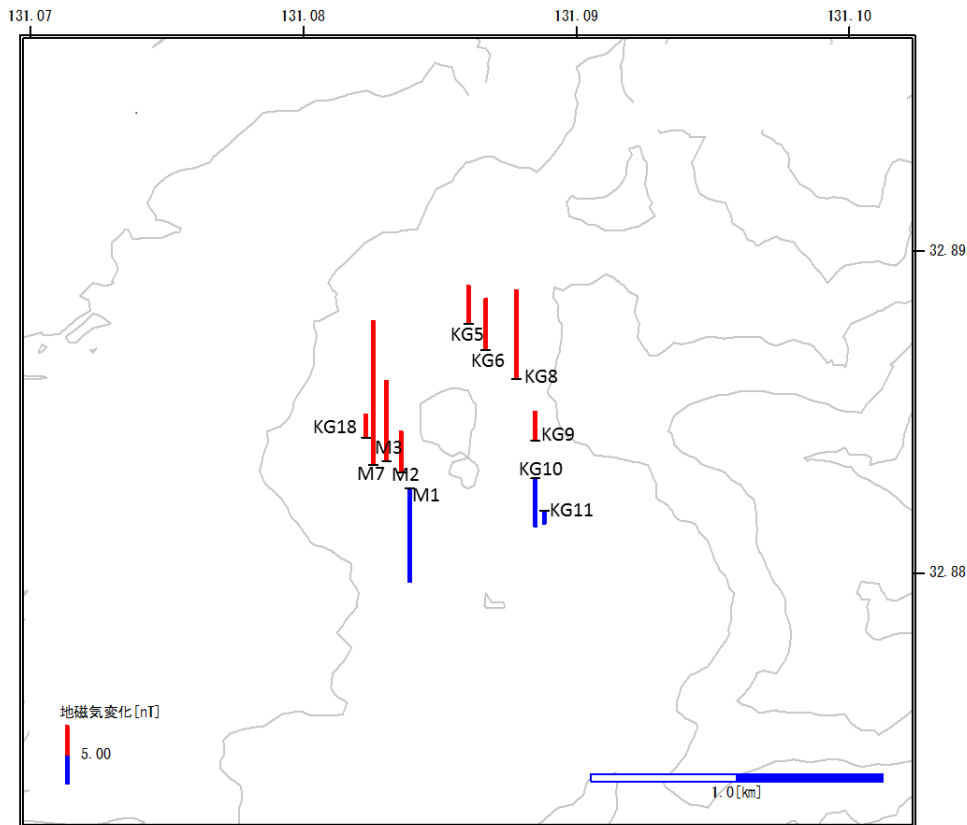 131.07
131.08
131.09
131.10
32.89
KG5
KG6
KG8
KG18
KG9
M3
M7
M2
KG10
M1
KG11
32.88
地磁気変化[nT]
5.00
1.0[km]